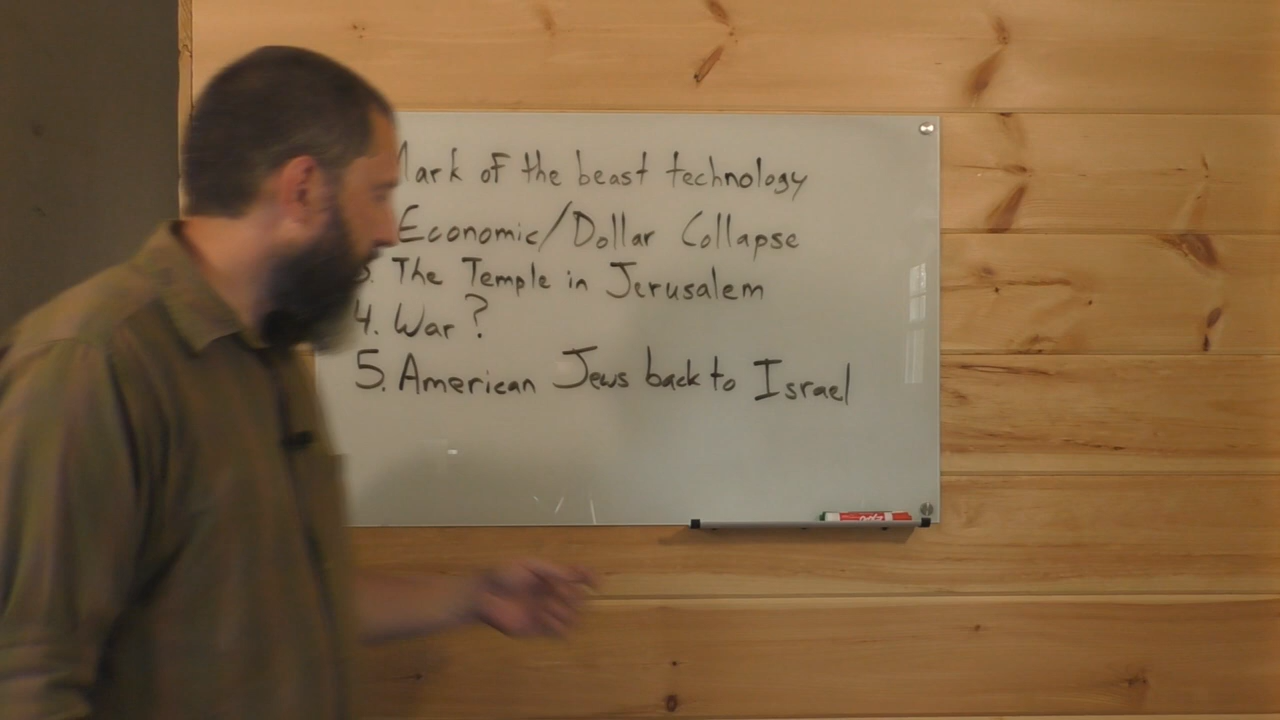 Mark of the beast technology
Economic/Dollar Collapse
3. The Temple in Jerusalem
4. War?
5. American Jews back to Israel
expo